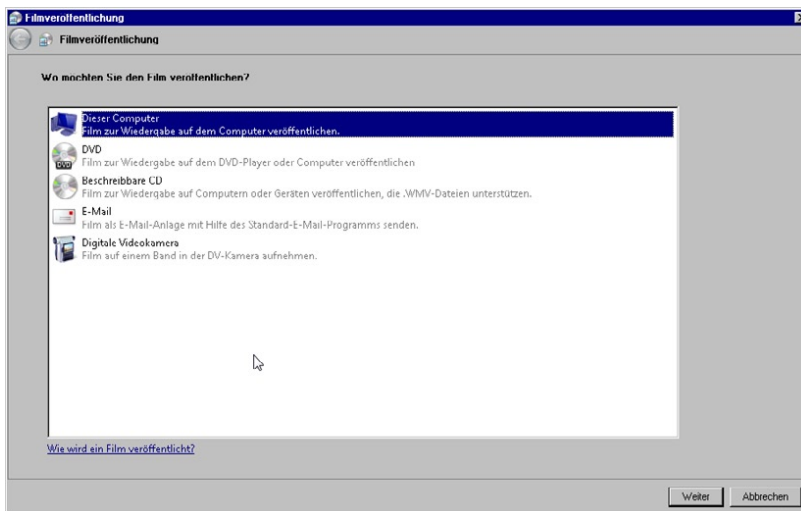 Filmveröffentlichung
Filmveröffentlichung
Wo möchten Sie den Film veröffentlichen?
Dieser Computer
Film zur Wiedergabe auf dem Computer veröffentlichen.
DVD
DVD
Film zur Wiedergabe auf dem DVD-Player oder Computer veröffentlichen
Beschreibbare CD
Film zur Wiedergabe auf Computern oder Geräten veröffentlichen, die .WMV-Dateien unterstützen.
E-Mail
Film als E-Mail-Anlage mit Hilfe des Standard-E-Mail-Programms senden.
Digitale Videokamera
Film auf einem Band in der DV-Kamera aufnehmen.
Wie wird ein Film veröffentlicht?
Weiter Abbrechen